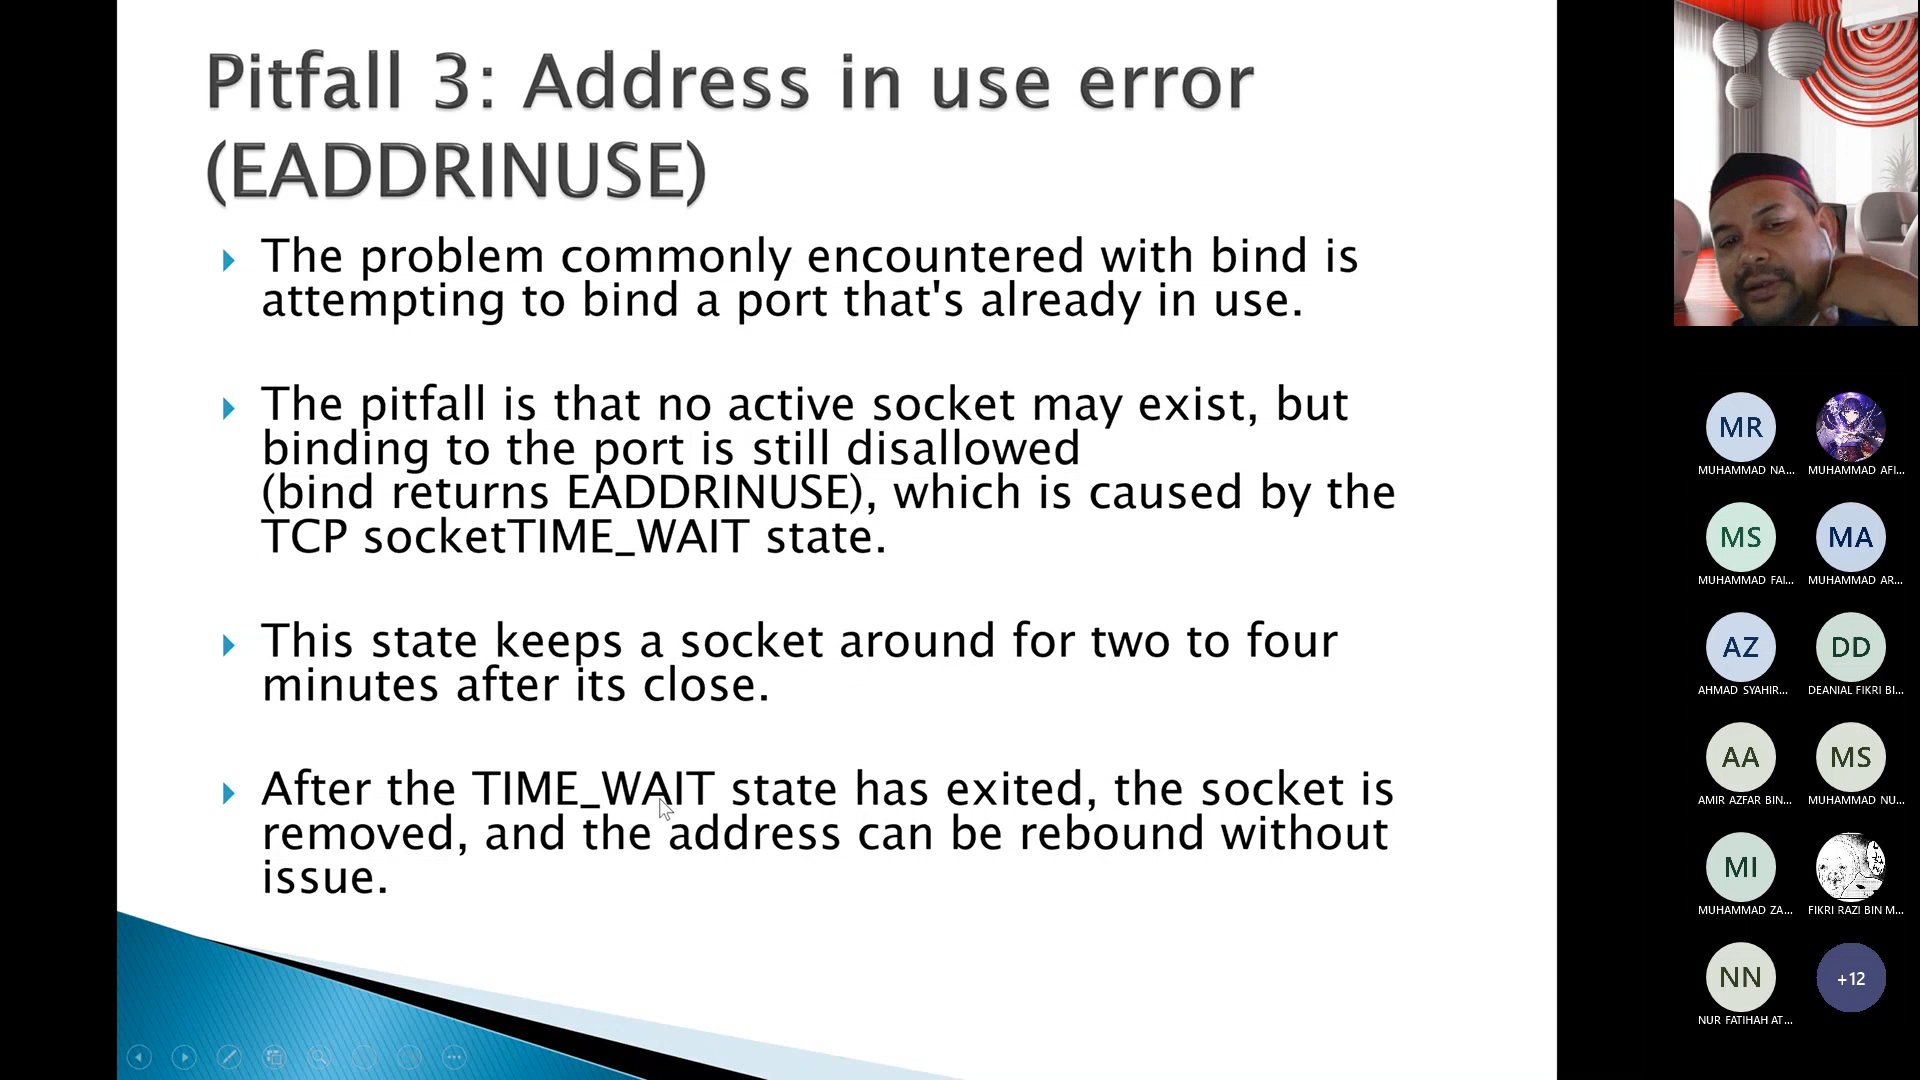 Pitfall 3: Address in use error
(EADDRINUSE)
The problem commonly encountered with bind is
attempting to bind a port that's already in use.
The pitfall is that no active socket may exist, but
binding to the port is still disallowed
(bind returns EADDRINUSE), which is caused by the
TCP socketTIME_WAIT state.
This state keeps a socket around for two to four
minutes after its close.
After the TIME_WAIT state has exited, the socket is
removed, and the address can be rebound without
issue.
MR
MUHAMMAD NA...
MUHAMMAD AFI...
MS
MA
MUHAMMAD FAI...
MUHAMMAD AR...
AZ
DD
AHMAD SYAHIR...
DEANIAL FIKRI BI...
AA
MS
AMIR AZFAR BIN...
MUHAMMAD NU...
MI
MUHAMMAD ZA...
FIKRI RAZI BIN M...
NN
+12
NUR FATIHAH AT...